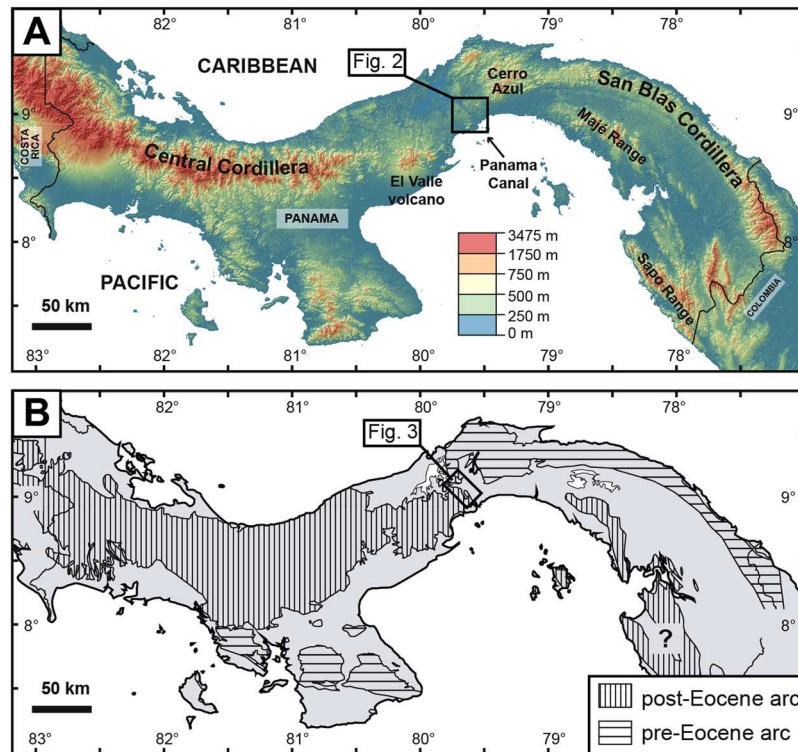 A
82
81
80
79
78
CARIBBEAN
Fig. 2
Cerro
Azul
San Blas Cordillera
9°
9°
COSTA
RICA
Central Cordillera
Majé Range
Panama
Canal
El Valle
volcano
PANAMA
8°
8°
3475 m
1750 m
750 m
500 m
250 m
0 m
PACIFIC
Sapo Range
COLOMBIA
50 km
83°
82°
81°
80°
79°
78°
B
82
81
80
79
78
Fig. 3
9°
9°
8°
8°
?
50 km
post-Eocene arc
pre-Eocene arc
83°
82°
81°
80°
79°